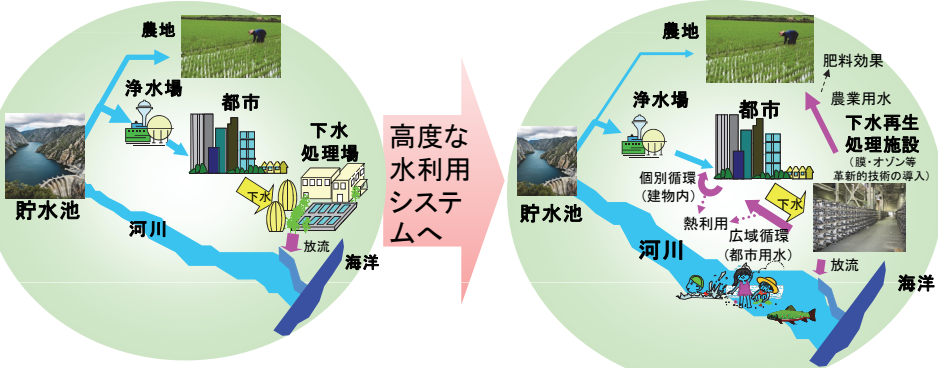 農地
浄水場
都市
下水
処理場
下水
貯水池
河川
放流
海洋
高度な
水利用
システ
ムへ
農地
肥料効果
農業用水
浄水場
都市
下水再生
処理施設
(膜・オゾン等
革新的技術の導入)
個別循環
(建物内)
下水
貯水池
熱利用
広域循環
(都市用水)
河川
放流
海洋